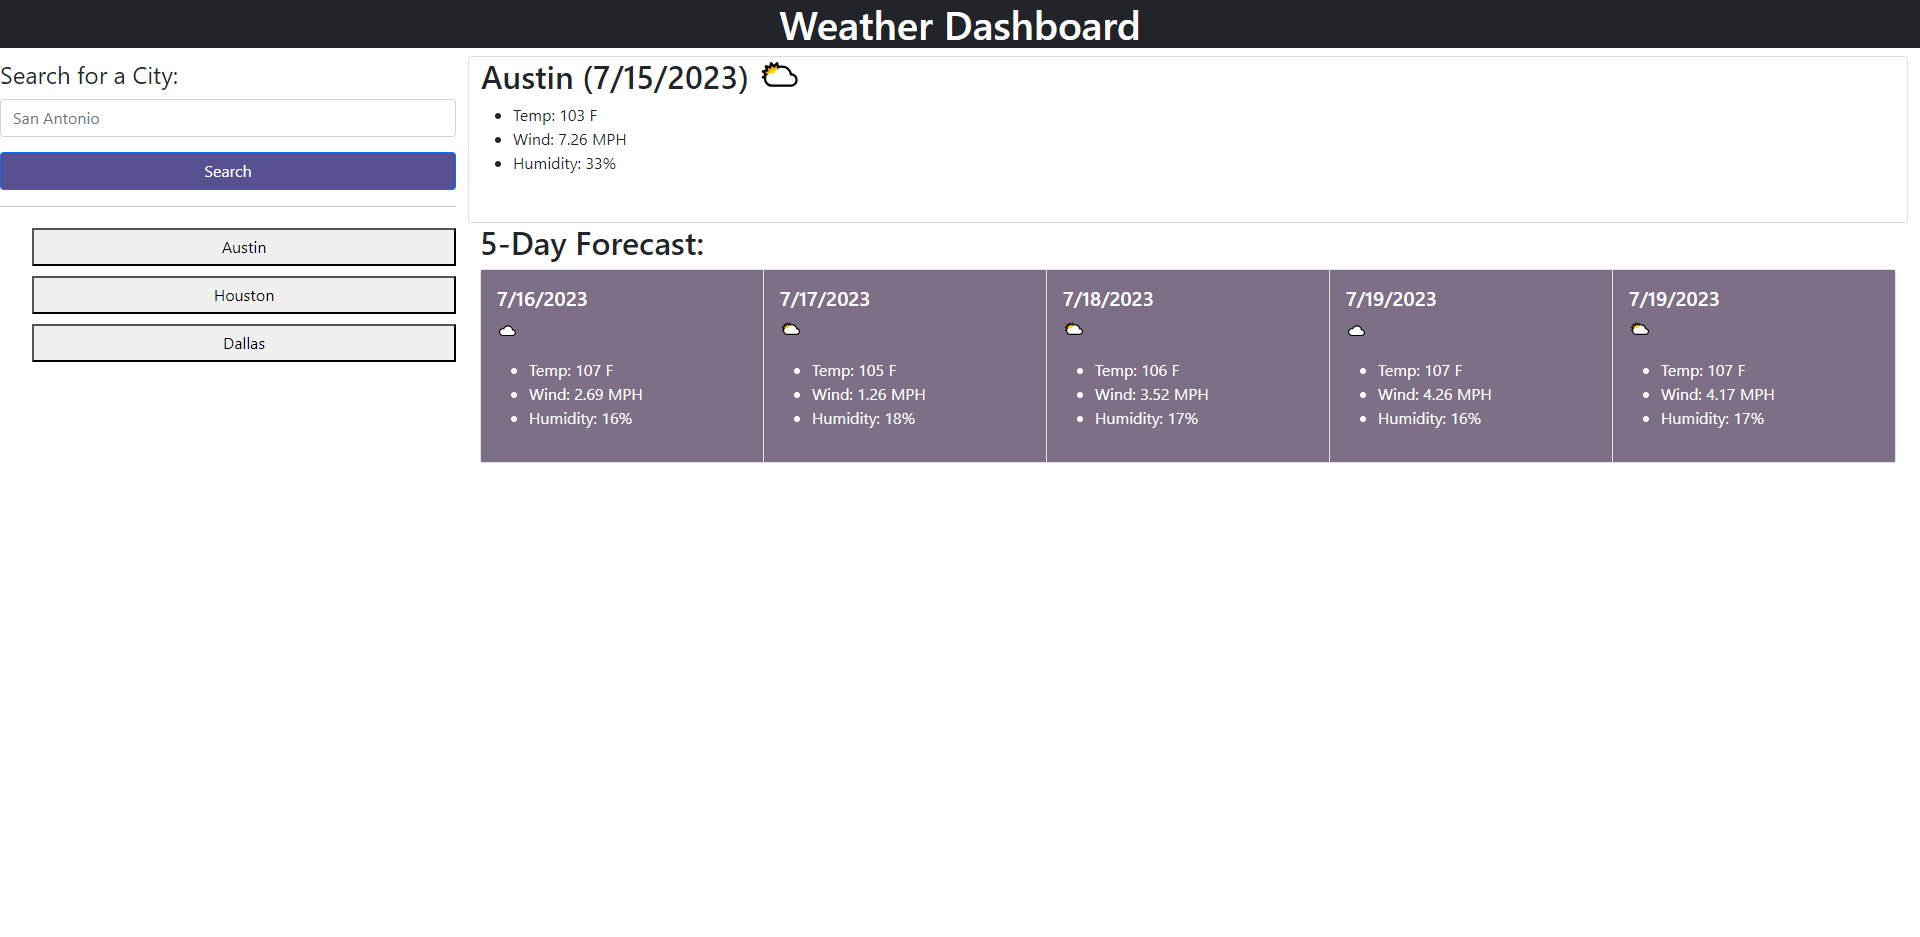 Weather Dashboard
Search for a City:
San Antonio
Search
Austin
Houston
Dallas
Austin (7/15/2023)
Temp: 103 F
Wind: 7.26 MPH
Humidity: 33%
5-Day Forecast:
7/16/2023
Temp: 107 F
Wind: 2.69 MPH
Humidity: 16%
7/17/2023
Temp: 105 F
Wind: 1.26 MPH
Humidity: 18%
7/18/2023
Temp: 106 F
Wind: 3.52 MPH
Humidity: 17%
7/19/2023
Temp: 107 F
Wind: 4.26 MPH
Humidity: 16%
7/19/2023
Temp: 107 F
Wind: 4.17 MPH
Humidity: 17%